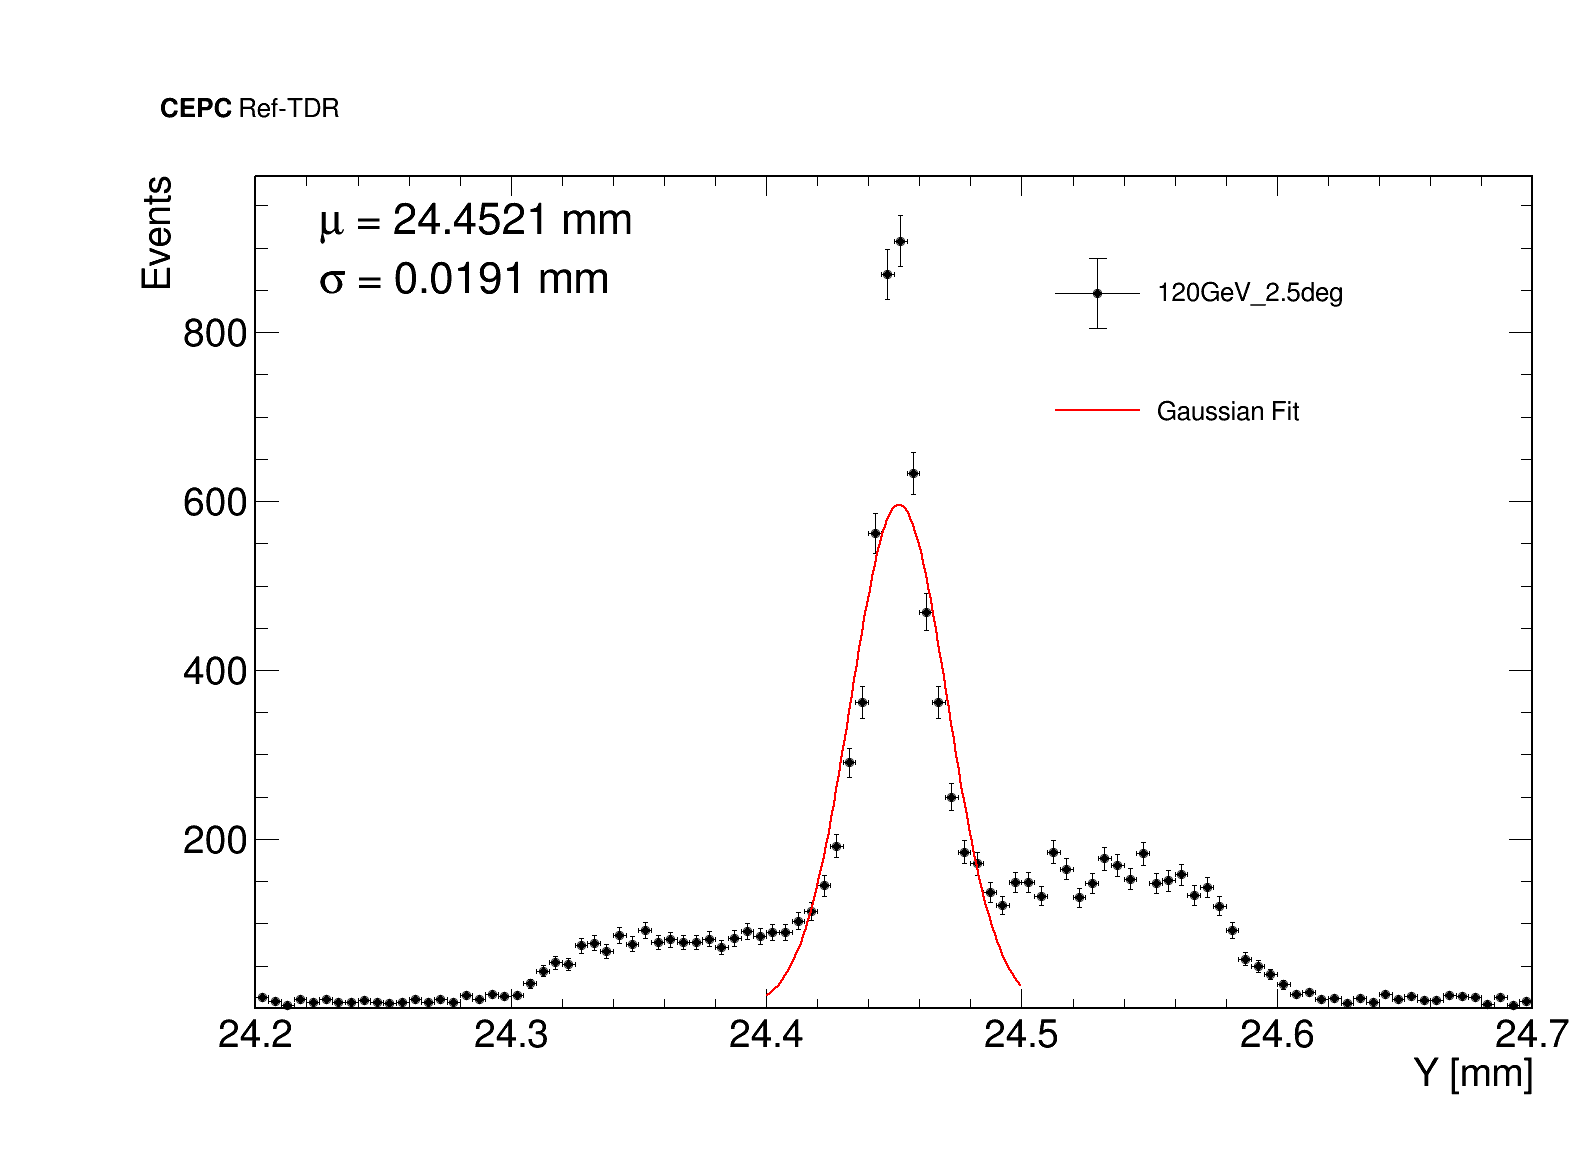 CEPC Ref-TDR
Events
μ = 24.4521 mm
σ = 0.0191 mm
120GeV_2.5deg
Gaussian Fit
800
600
400
200
24.2 24.3 24.4 24.5 24.6 24.7
Y [mm]